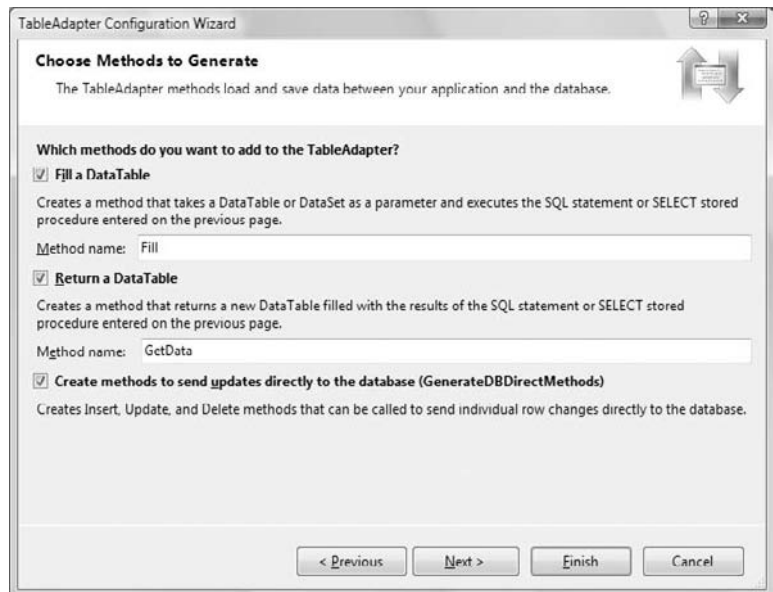 TableAdapter Configuration Wizard
Choose Methods to Generate
The TableAdapter methods load and save data between your application and the database.
Which methods do you want to add to the TableAdapter?
Fill a DataTable
Creates a method that takes a DataTable or DataSet as a parameter and executes the SQL statement or SELECT stored
procedure entered on the previous page.
Method name: Fill
Return a DataTable
Creates a method that returns a new DataTable filled with the results of the SQL statement or SELECT stored
procedure entered on the previous page.
Method name: GetData
Create methods to send updates directly to the database (GenerateDBDirectMethods)
Creates Insert, Update, and Delete methods that can be called to send individual row changes directly to the database.
< Previous Next > Finish Cancel